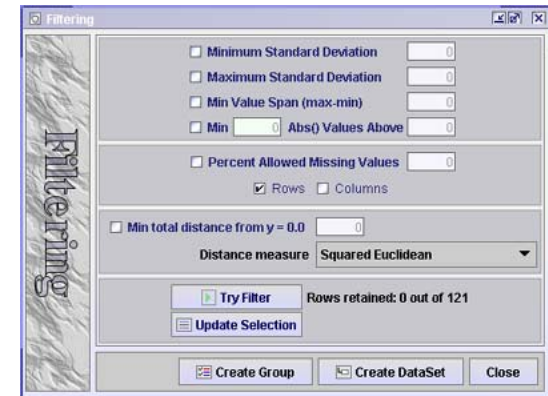 Filtering
Filtering
Minimum Standard Deviation 0
Maximum Standard Deviation 0
Min Value Span (max-min) 0
Min 0 Abs() Values Above 0
Percent Allowed Missing Values 0
Rows Columns
Min total distance from y = 0.0 0
Distance measure Squared Euclidean
Try Filter Rows retained: 0 out of 121
Update Selection
Create Group Create DataSet Close